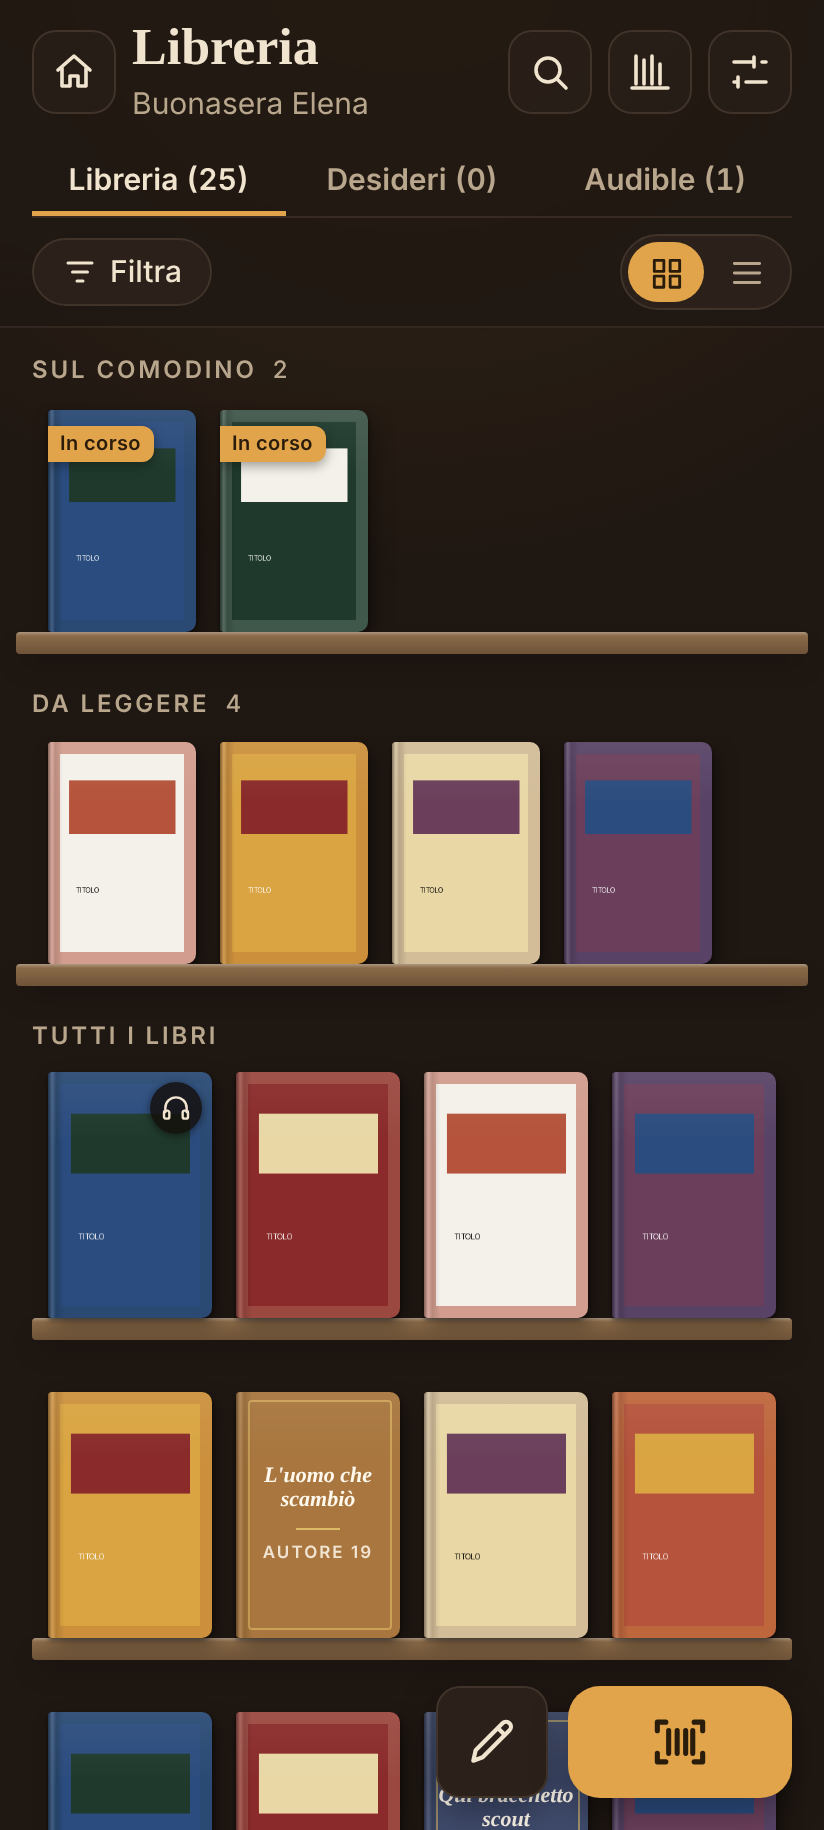 Libreria
Buonasera Elena
Libreria (25)
Desideri (0)
Audible (1)
Filtra
SUL COMODINO 2
In corso
In corso
TITOLO
TITOLO
DA LEGGERE 4
TITOLO
TITOLO
TITOLO
TITOLO
TUTTI I LIBRI
TITOLO
TITOLO
TITOLO
TITOLO
L'uomo che
scambiò
AUTORE 19
TITOLO
TITOLO
TITOLO
scout